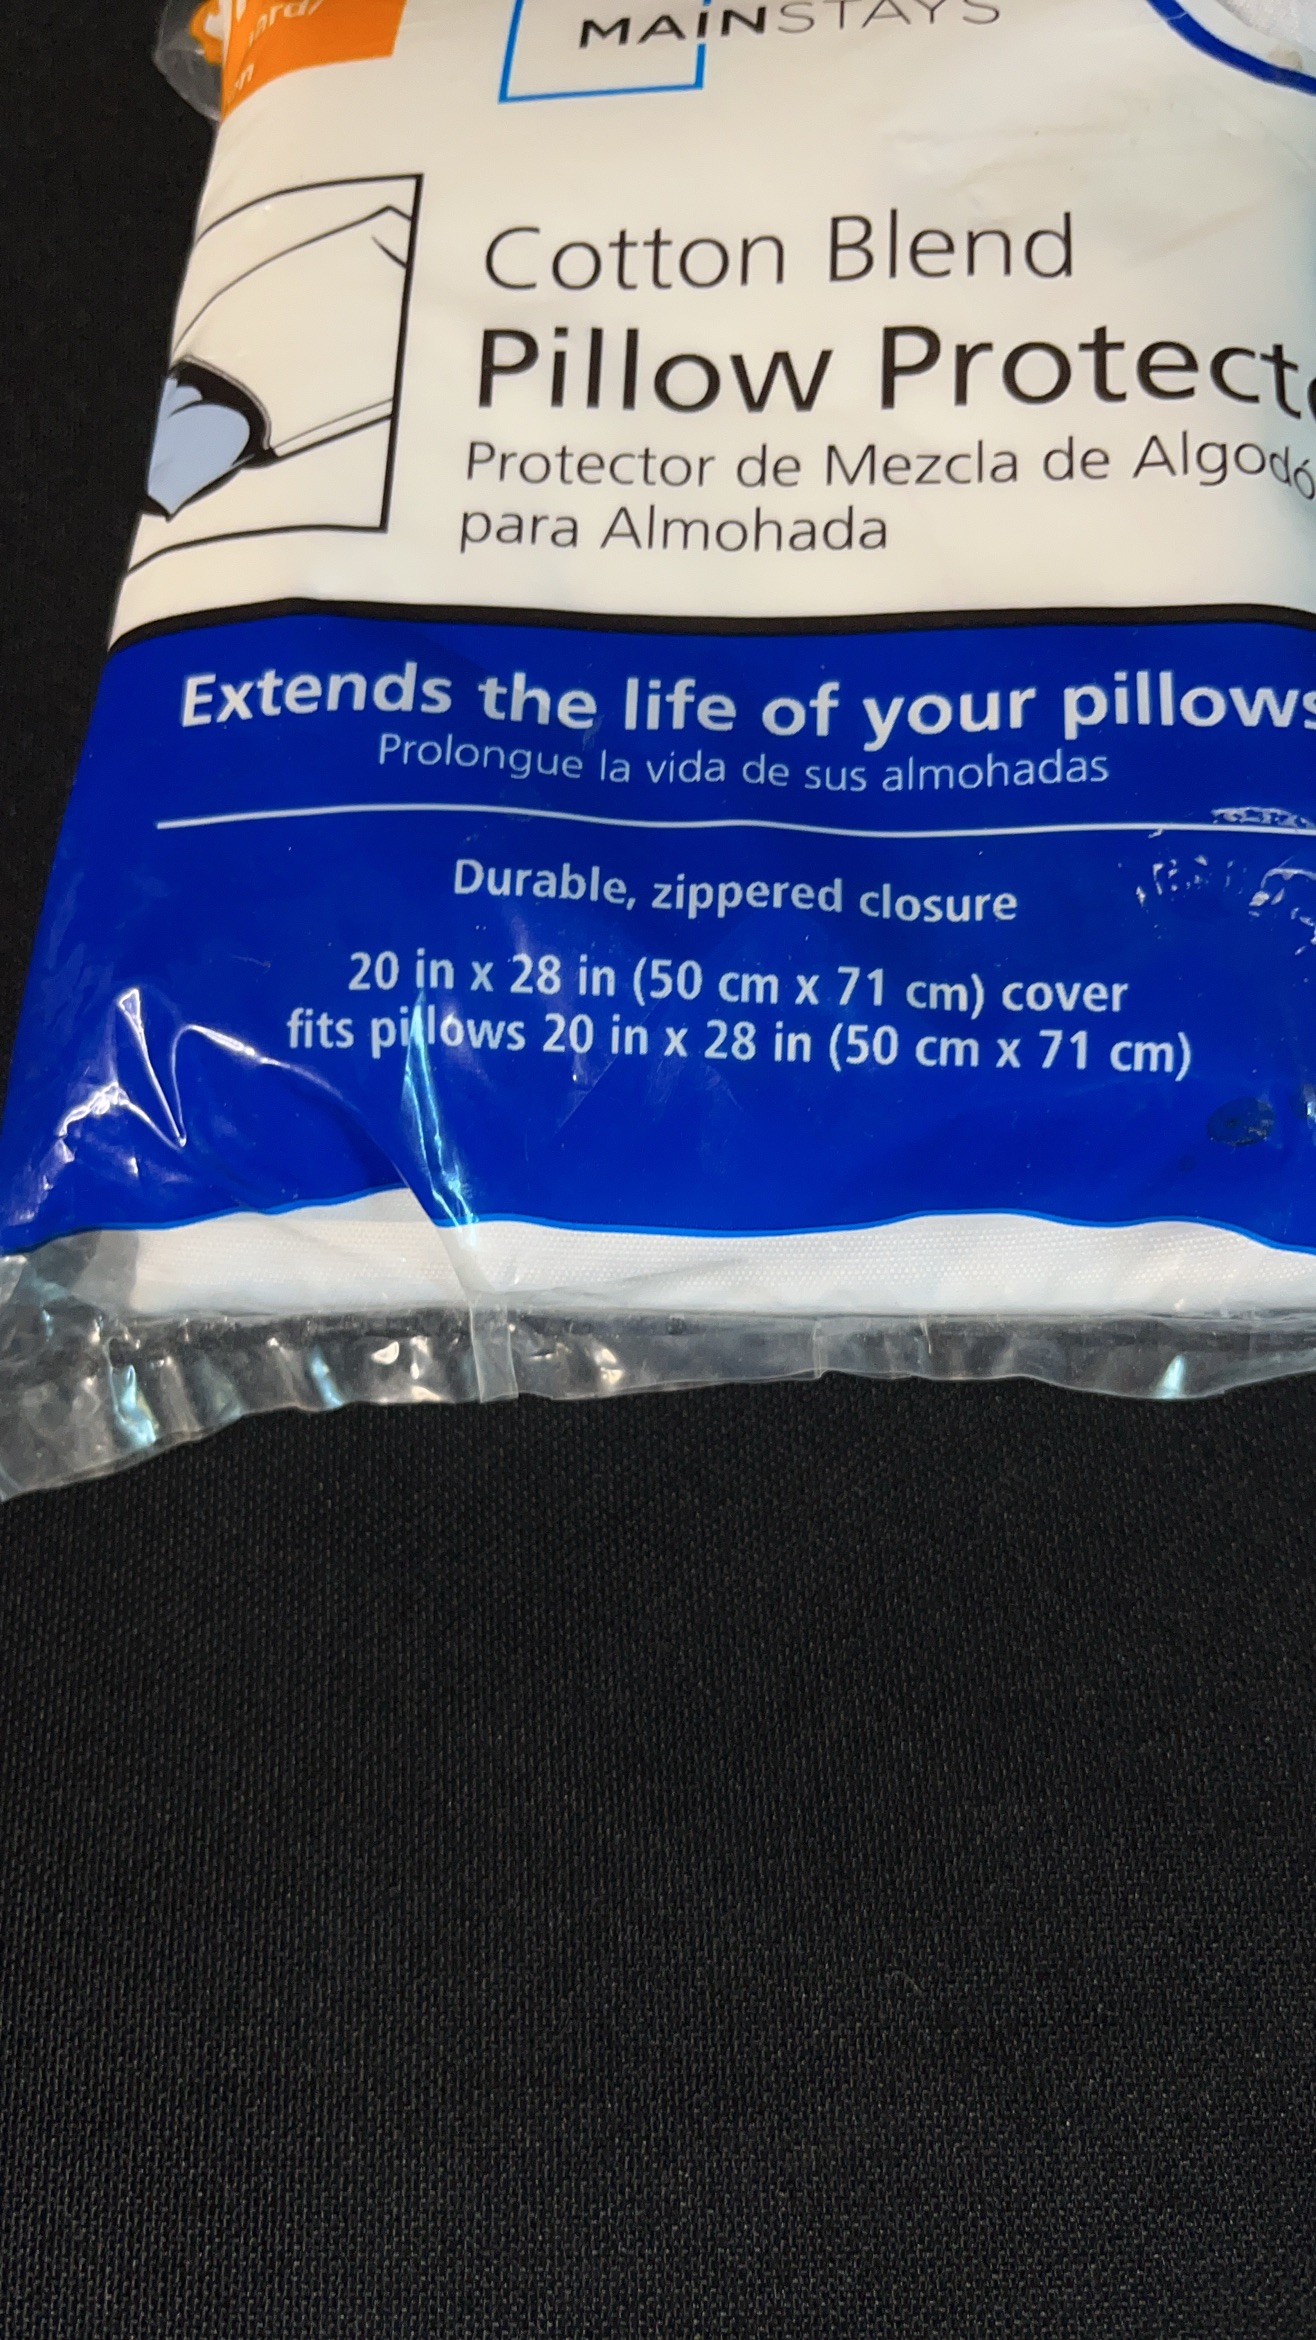 MAINSTAYS
Cotton Blend
Pillow
Protector de Mezcla de
para Almohada
Extends the life of your pillows
Prolongue la vida de sus almohadas
Durable, zippered closure
20 in x 28 in (50 cm x 71 cm) cover
fits pillows 20 in x 28 in (50 cm x 71 cm)